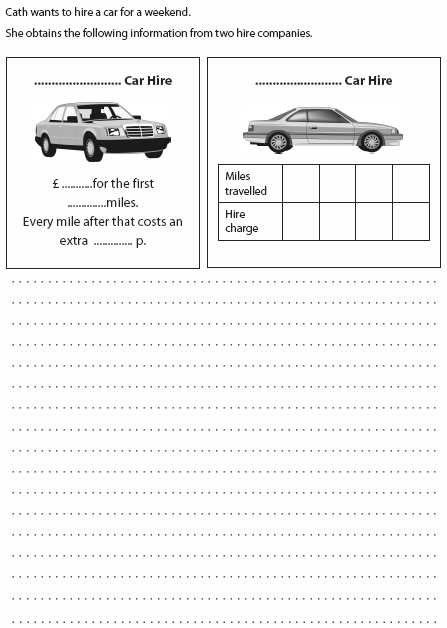 Cath wants to hire a car for a weekend.
She obtains the following information from two hire companies.
......................... Car Hire
£ ...........for the first
..............miles.
Every mile after that costs an
extra .............. p.
......................... Car Hire
Miles
travelled
Hire
charge